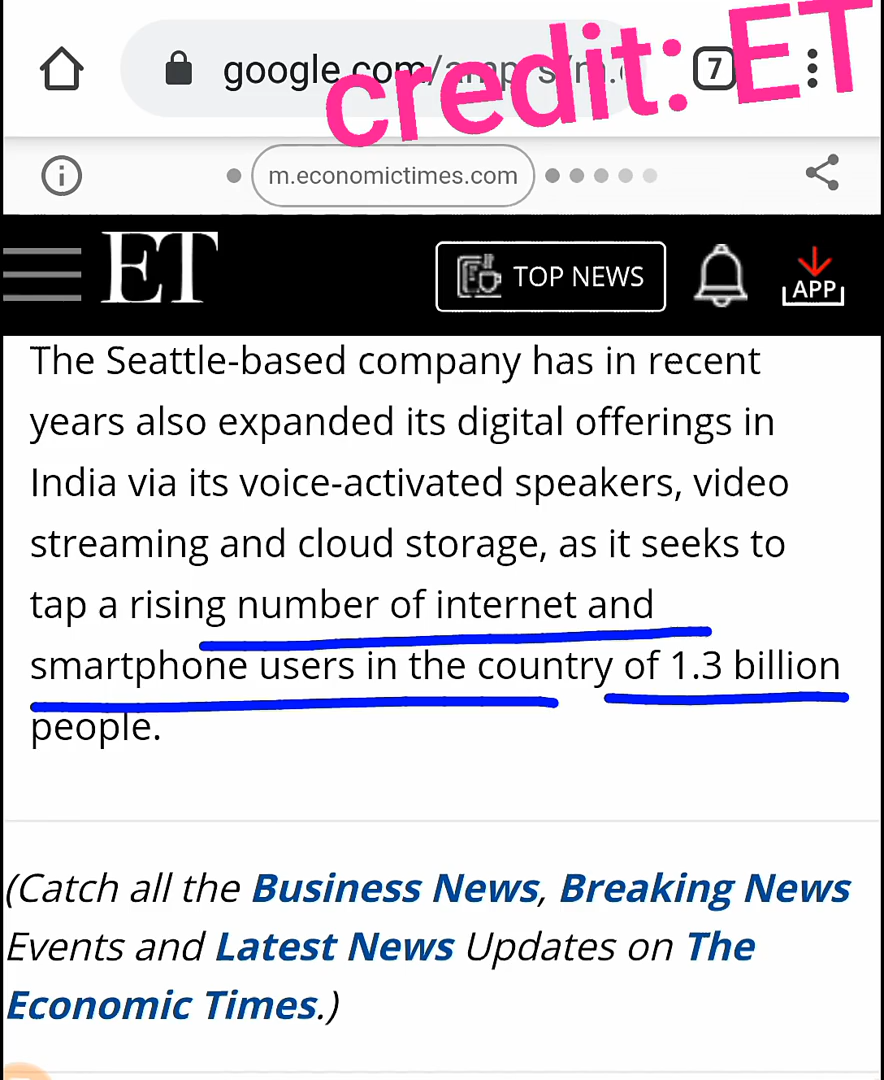 credit: ET
google.com/amp
7
m.economictimes.com
ET
TOP NEWS
APP
The Seattle-based company has in recent
years also expanded its digital offerings in
India via its voice-activated speakers, video
streaming and cloud storage, as it seeks to
tap a rising number of internet and
smartphone users in the country of 1.3 billion
people.
(Catch all the Business News, Breaking News
Events and Latest News Updates on The
Economic Times.)